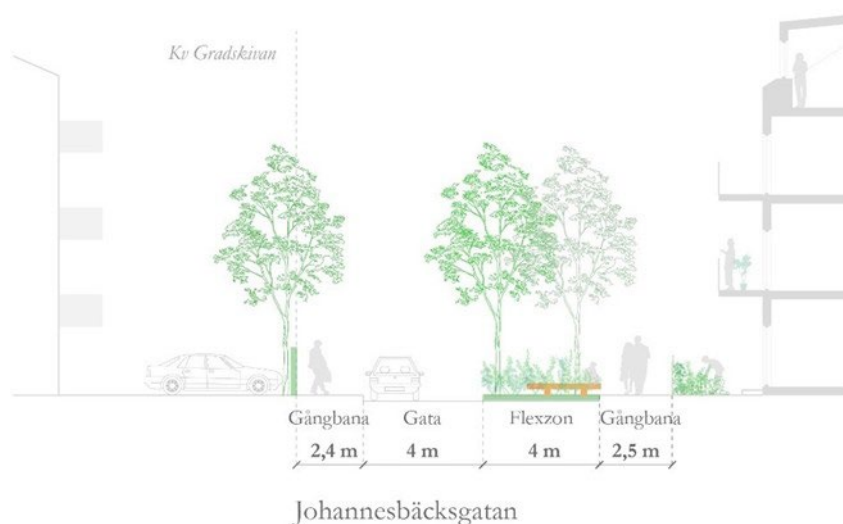 Kv Gradskivan
Gångbana Gata Flexzon Gångbana
2,4 m 4 m 4 m 2,5 m
Johannesbäcksgatan